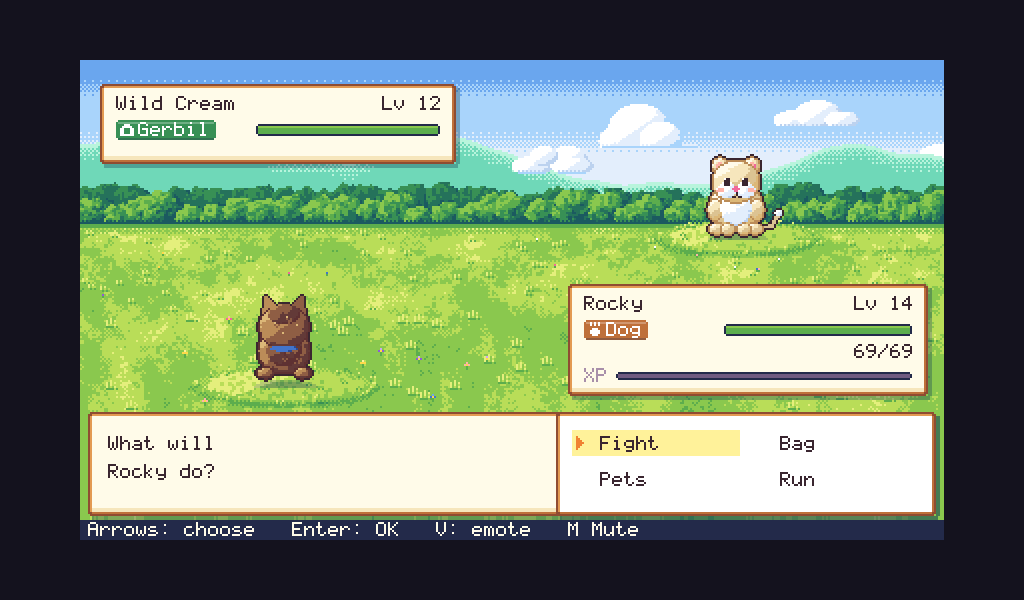 Wild Cream Lv 12
Gerbil
Rocky Lv 14
Dog
69/69
XP
What will
Rocky do?
Fight Bag
Pets Run
Arrows: choose Enter: OK V: emote M Mute